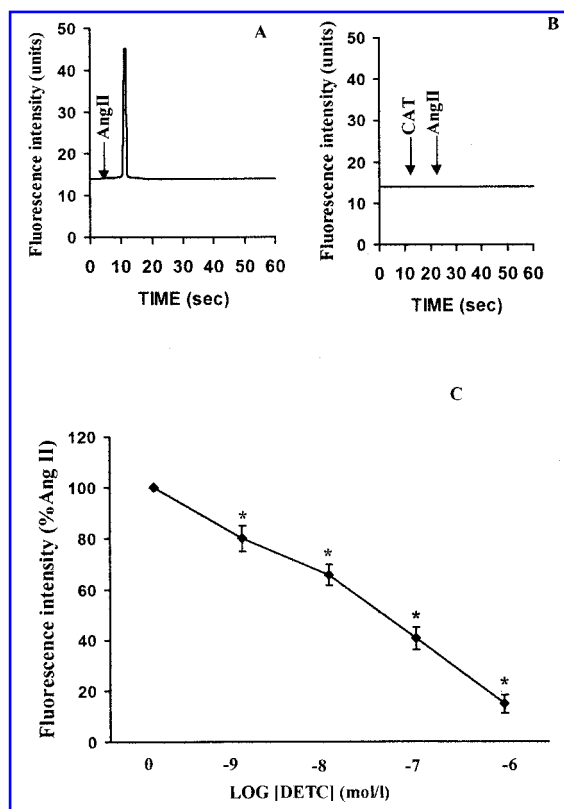 A
Fluorescence intensity (units)
50
40
30
20
10
0
AngII
0 10 20 30 40 50 60
TIME (sec)
B
Fluorescence intensity (units)
50
40
30
20
10
0
CAT
AngII
0 10 20 30 40 50 60
TIME (sec)
C
Fluorescence intensity (%Ang II)
120
100
80
60
40
20
0
*
*
*
*
0 -9 -8 -7 -6
LOG [DETC] (mol/l)